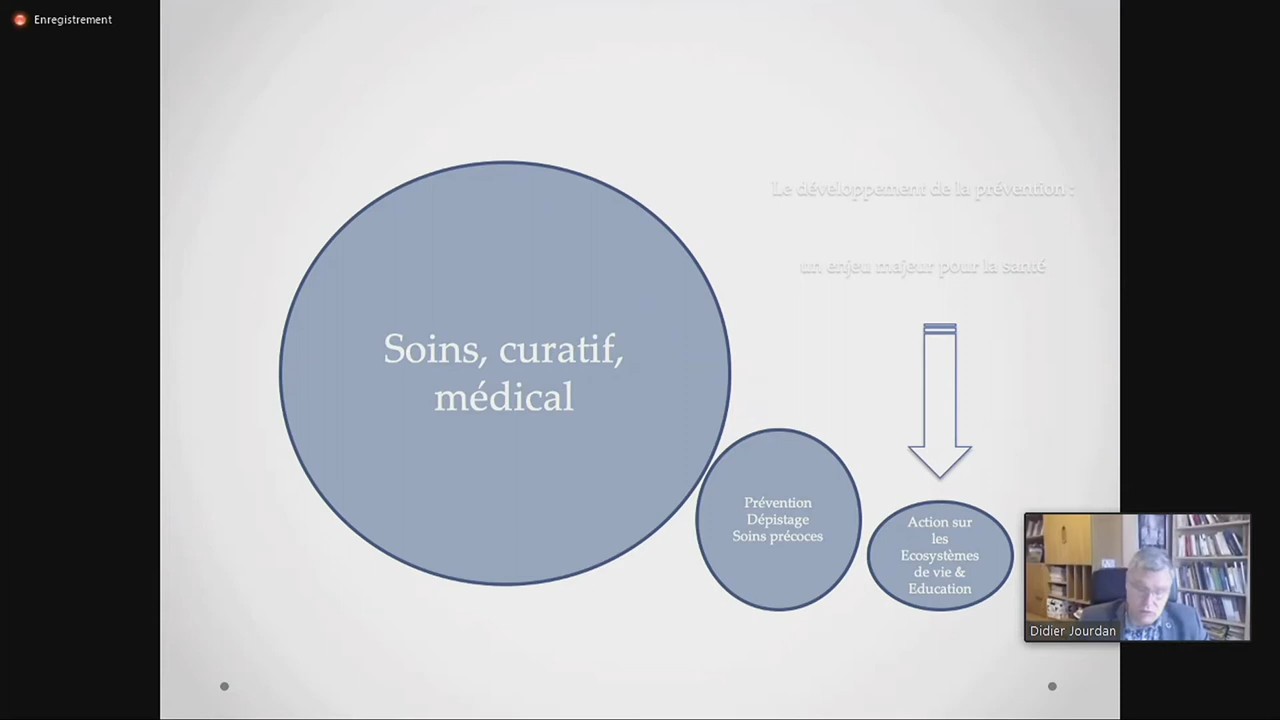 Enregistrement
Le développement de la prévention :
un enjeu majeur pour la santé
Soins, curatif,
médical
Prévention
Dépistage
Soins précoces
Action sur
les
Ecosystèmes
de vie &
Education
Didier Jourdan